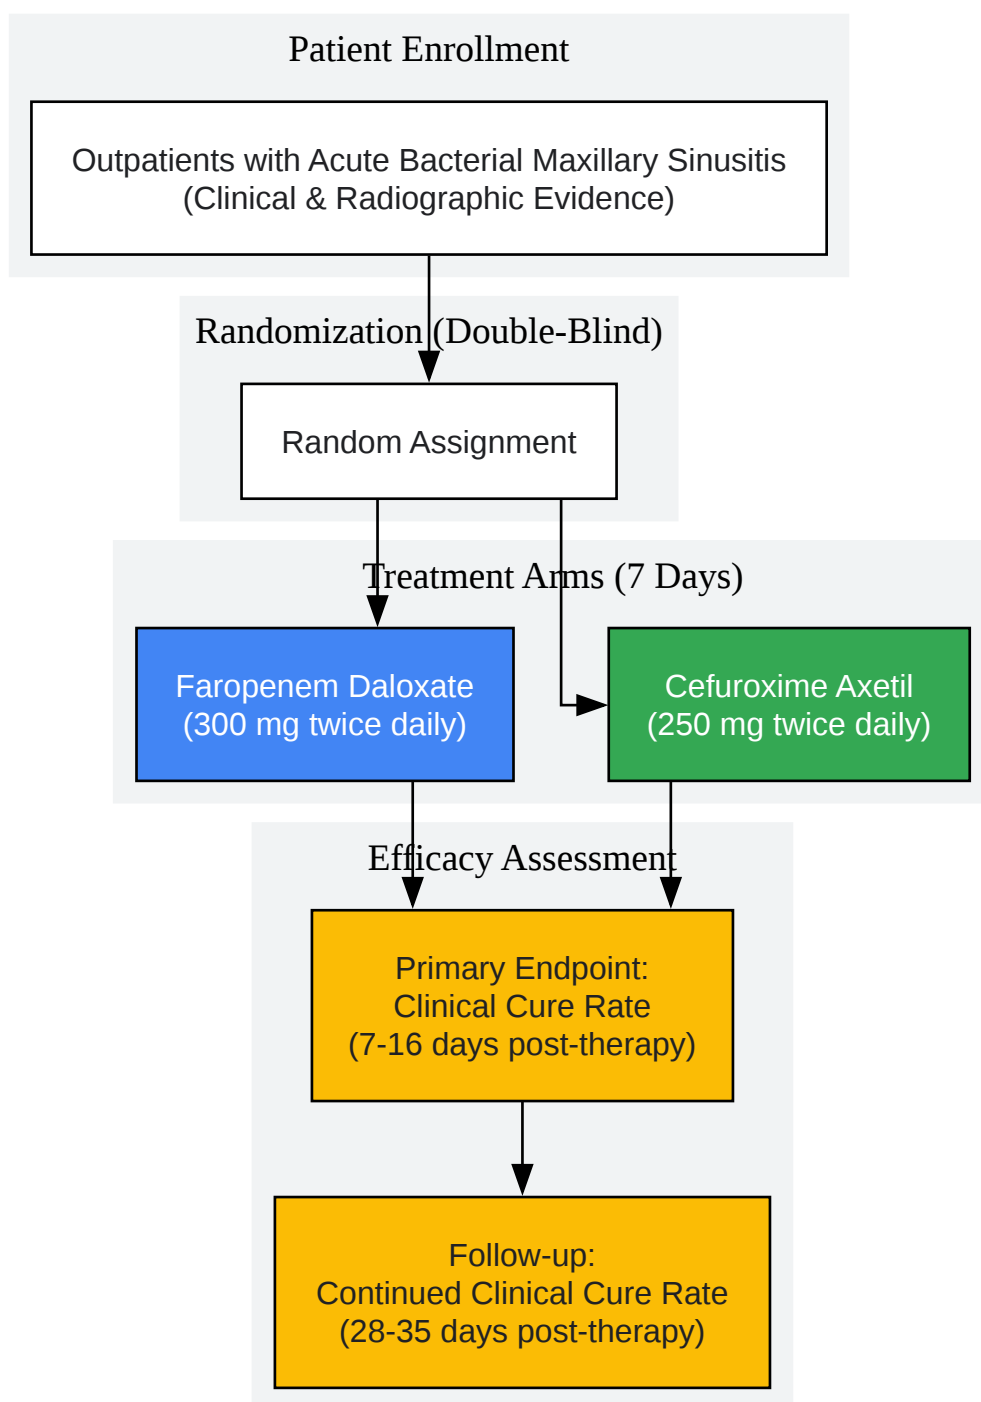 Patient Enrollment
Outpatients with Acute Bacterial Maxillary Sinusitis
(Clinical & Radiographic Evidence)
Randomization (Double-Blind)
Random Assignment
Treatment Arms (7 Days)
Faropenem Daloxate
(300 mg twice daily)
Cefuroxime Axetil
(250 mg twice daily)
Efficacy Assessment
Primary Endpoint:
Clinical Cure Rate
(7-16 days post-therapy)
Follow-up:
Continued Clinical Cure Rate
(28-35 days post-therapy)